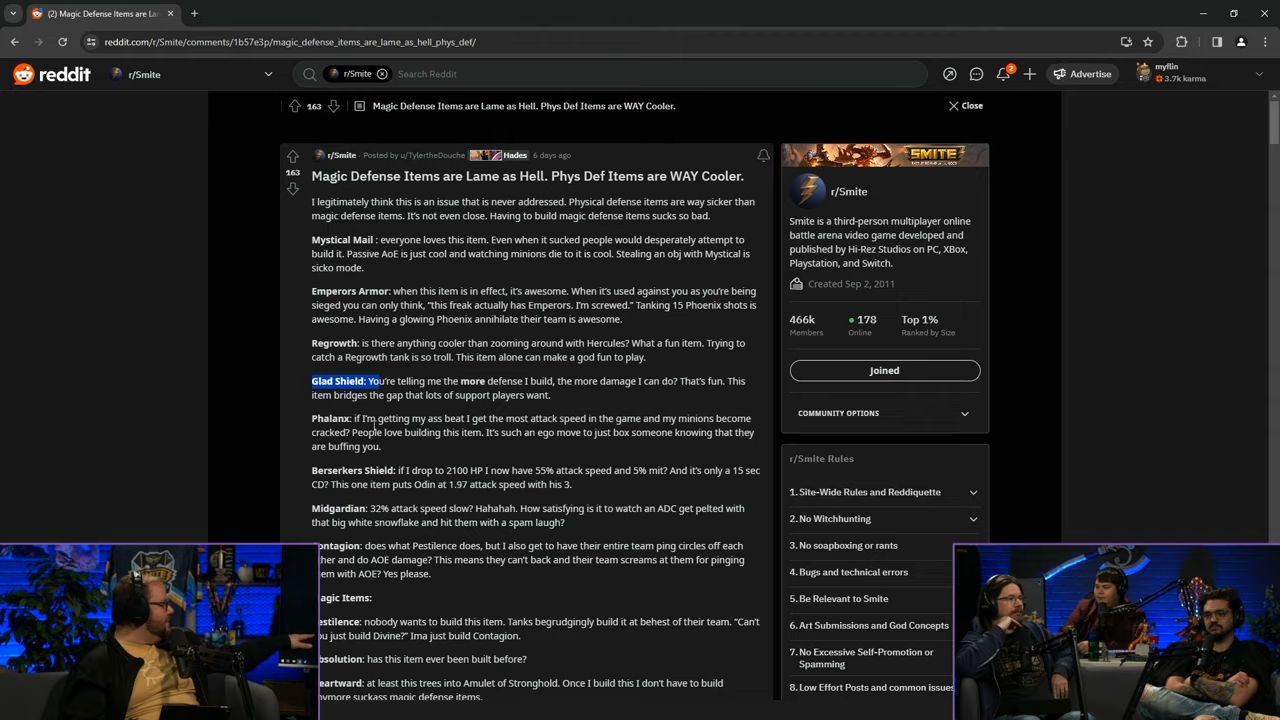 (2) Magic Defense Items are La
reddit.com/r/Smite/comments/1b57e3p/magic_defense_items_are_lame_as_hell_phys_def/
reddit
r/Smite
r/Smite
Search Reddit
2
Advertise
myflin
3.7k karma
163
Magic Defense Items are Lame as Hell. Phys Def Items are WAY Cooler.
Close
r/Smite · Posted by u/TylertheDouche Hades 6 days ago
163
Magic Defense Items are Lame as Hell. Phys Def Items are WAY Cooler.
I legitimately think this is an issue that is never addressed. Physical defense items are way sicker than
magic defense items. It's not even close. Having to build magic defense items sucks so bad.
Mystical Mail : everyone loves this item. Even when it sucked people would desperately attempt to
build it. Passive AoE is just cool and watching minions die to it is cool. Stealing an obj with Mystical is
sicko mode.
Emperors Armor: when this item is in effect, it's awesome. When it's used against you as you're being
sieged you can only think, "this freak actually has Emperors. I'm screwed." Tanking 15 Phoenix shots is
awesome. Having a glowing Phoenix annihilate their team is awesome.
Regrowth: is there anything cooler than zooming around with Hercules? What a fun item. Trying to
catch a Regrowth tank is so troll. This item alone can make a god fun to play.
Glad Shield: You're telling me the more defense I build, the more damage I can do? That's fun. This
item bridges the gap that lots of support players want.
Phalanx: if I'm getting my ass beat I get the most attack speed in the game and my minions become
cracked? People love building this item. It's such an ego move to just box someone knowing that they
are buffing you.
Berserkers Shield: if I drop to 2100 HP I now have 55% attack speed and 5% mit? And it's only a 15 sec
CD? This one item puts Odin at 1.97 attack speed with his 3.
Midgardian: 32% attack speed slow? Hahahah. How satisfying is it to watch an ADC get pelted with
that big white snowflake and hit them with a spam laugh?
ontagion: does what Pestilence does, but I also get to have their entire team ping circles off each
ther and do AOE damage? This means they can't back and their team screams at them for pinging
em with AOE? Yes please.
agic Items:
estilence: nobody wants to build this item. Tanks begrudgingly build it at behest of their team. "Can't
ou just build Divine?" Ima just build Contagion.
bsolution: has this item ever been built before?
eartward: at least this trees into Amulet of Stronghold. Once I build this I don't have to build
nymore suckass magic defense items.
SMITE
r/Smite
Smite is a third-person multiplayer online
battle arena video game developed and
published by Hi-Rez Studios on PC, XBox,
Playstation, and Switch.
Created Sep 2, 2011
466k
178
Top 1%
Members
Online
Ranked by Size
Joined
COMMUNITY OPTIONS
r/Smite Rules
1. Site-Wide Rules and Reddiquette
2. No Witchhunting
3. No soapboxing or rants
4. Bugs and technical errors
5. Be Relevant to Smite
6. Art Submissions and God Concepts
7. No Excessive Self-Promotion or
Spamming
8. Low Effort Posts and common issues